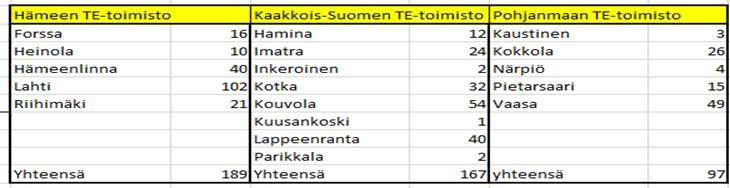 Hämeen TE-toimisto Kaakkois-Suomen TE-toimisto Pohjanmaan TE-toimisto
Forssa 16 Hamina 12 Kaustinen 3
Heinola 10 Imatra 24 Kokkola 26
Hämeenlinna 40 Inkeroinen 2 Närpiö 4
Lahti 102 Kotka 32 Pietarsaari 15
Riihimäki 21 Kouvola 54 Vaasa 49
Kuusankoski 1
Lappeenranta 40
Parikkala 2
Yhteensä 189 Yhteensä 167 yhteensä 97